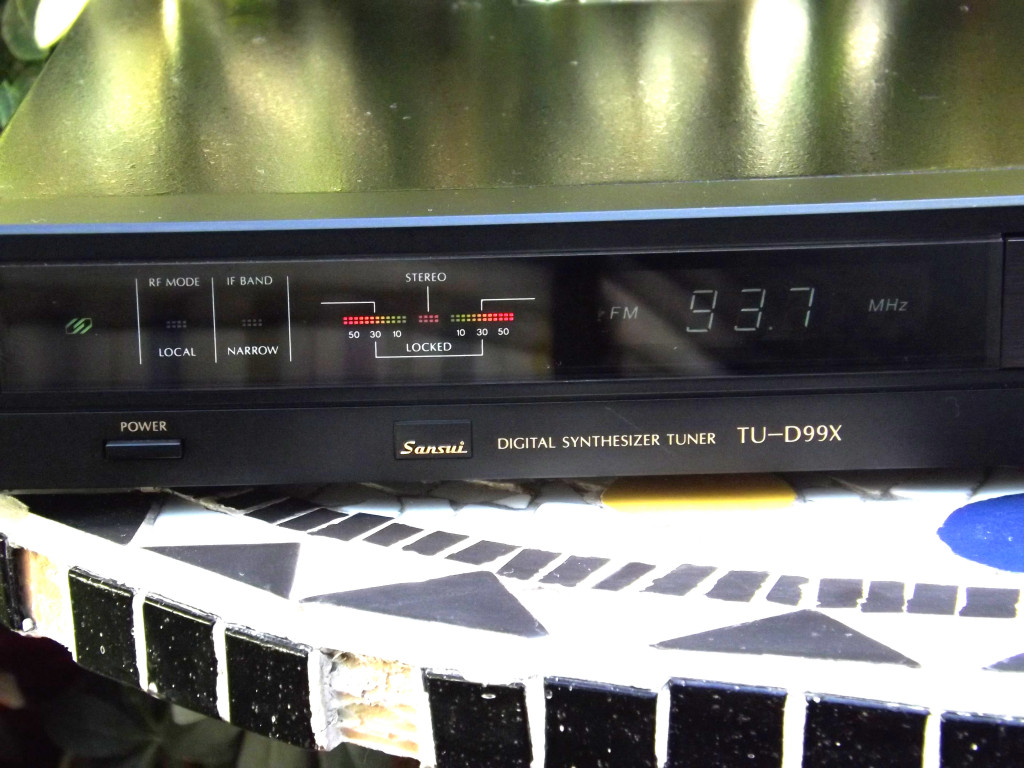 RF MODE IF BAND STEREO
FM 93.7 MHz
50 30 10 10 30 50
LOCAL NARROW LOCKED
POWER
Sansui DIGITAL SYNTHESIZER TUNER TU-D99X